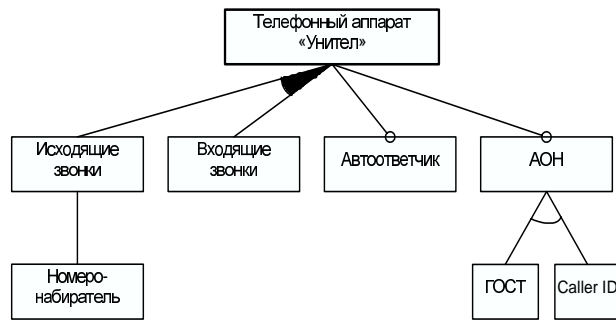 Телефонный аппарат
«Унител»
Исходящие
звонки
Входящие
звонки
Автоответчик
АОН
Номеро-
набиратель
ГОСТ
Caller ID